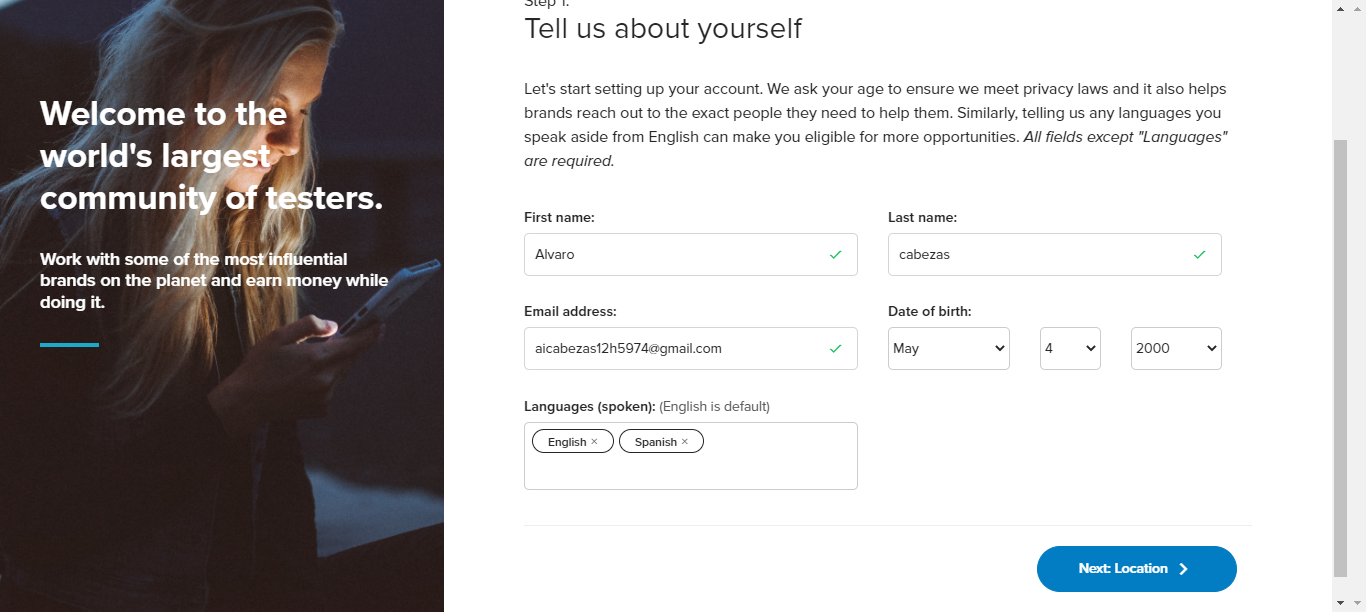 Welcome to the
world's largest
community of testers.
Work with some of the most influential
brands on the planet and earn money while
doing it.
Step 1:
Tell us about yourself
Let's start setting up your account. We ask your age to ensure we meet privacy laws and it also helps
brands reach out to the exact people they need to help them. Similarly, telling us any languages you
speak aside from English can make you eligible for more opportunities. All fields except "Languages"
are required.
First name:
Last name:
Alvaro
cabezas
Email address:
Date of birth:
aicabezas12h5974@gmail.com
May
4
2000
Languages (spoken): (English is default)
English ×
Spanish ×
Next: Location